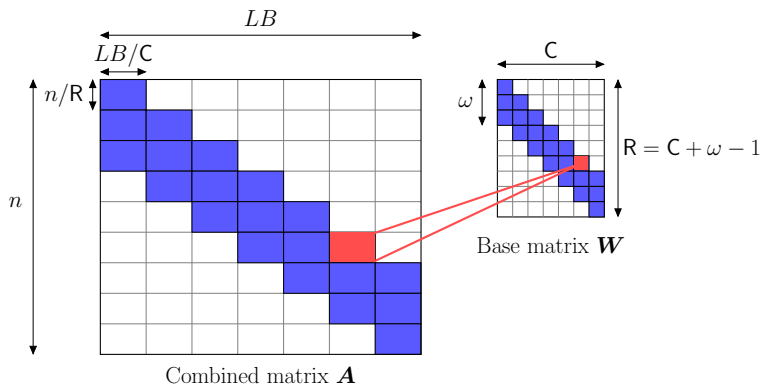 LB
LB/C
n/R
n
Combined matrix A
C
ω
R = C + ω − 1
Base matrix W